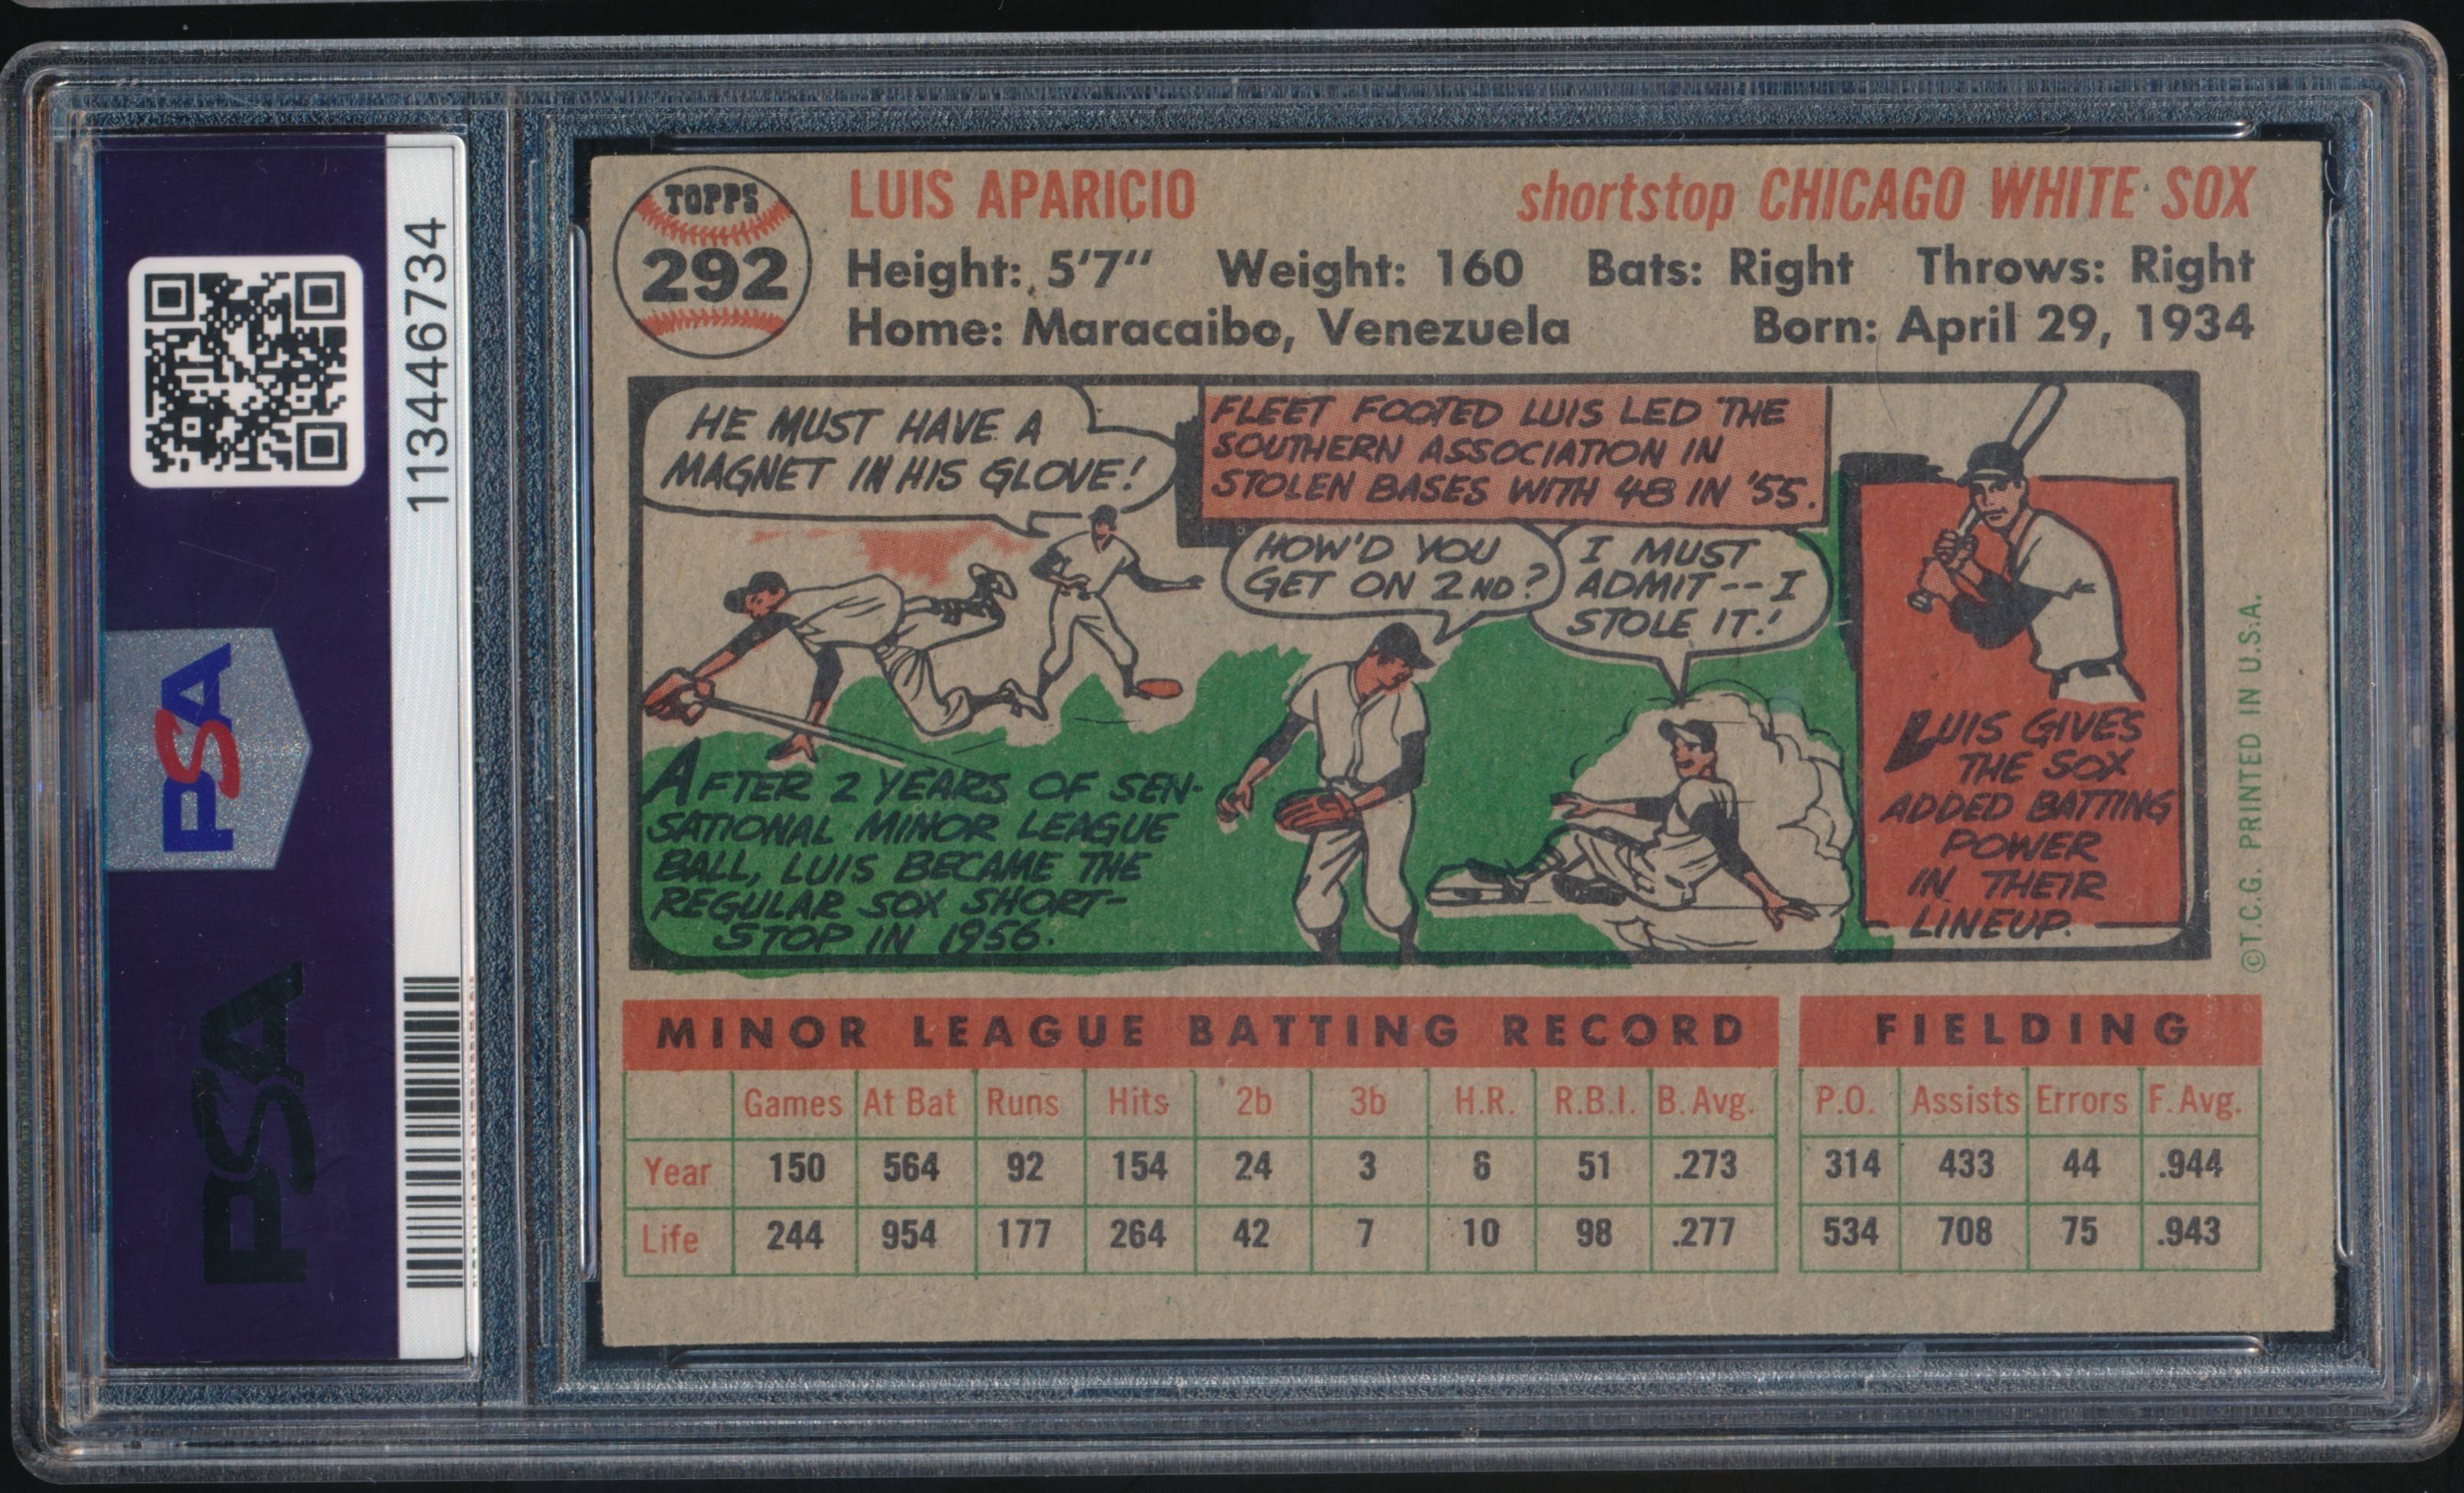 113446734
PSA
PSA
TOPPS
292
LUIS APARICIO
shortstop CHICAGO WHITE SOX
Height: 5'7" Weight: 160 Bats: Right Throws: Right
Home: Maracaibo, Venezuela Born: April 29, 1934
HE MUST HAVE A
MAGNET IN HIS GLOVE!
FLEET FOOTED LUIS LED THE
SOUTHERN ASSOCIATION IN
STOLEN BASES WITH 48 IN '55.
HOW'D YOU
GET ON 2ND?
I MUST
ADMIT--I
STOLE IT!
AFTER 2 YEARS OF SEN-
SATIONAL MINOR LEAGUE
BALL, LUIS BECAME THE
REGULAR SOX SHORT-
STOP IN 1956.
LUIS GIVES
THE SOX
ADDED BATTING
POWER
IN THEIR
LINEUP.
©T.C.G. PRINTED IN U.S.A.
MINOR LEAGUE BATTING RECORD FIELDING
Games At Bat Runs Hits 2b 3b H.R. R.B.I. B. Avg. P.O. Assists Errors F. Avg.
Year 150 564 92 154 24 3 6 51 .273 314 433 44 .944
Life 244 954 177 264 42 7 10 98 .277 534 708 75 .943